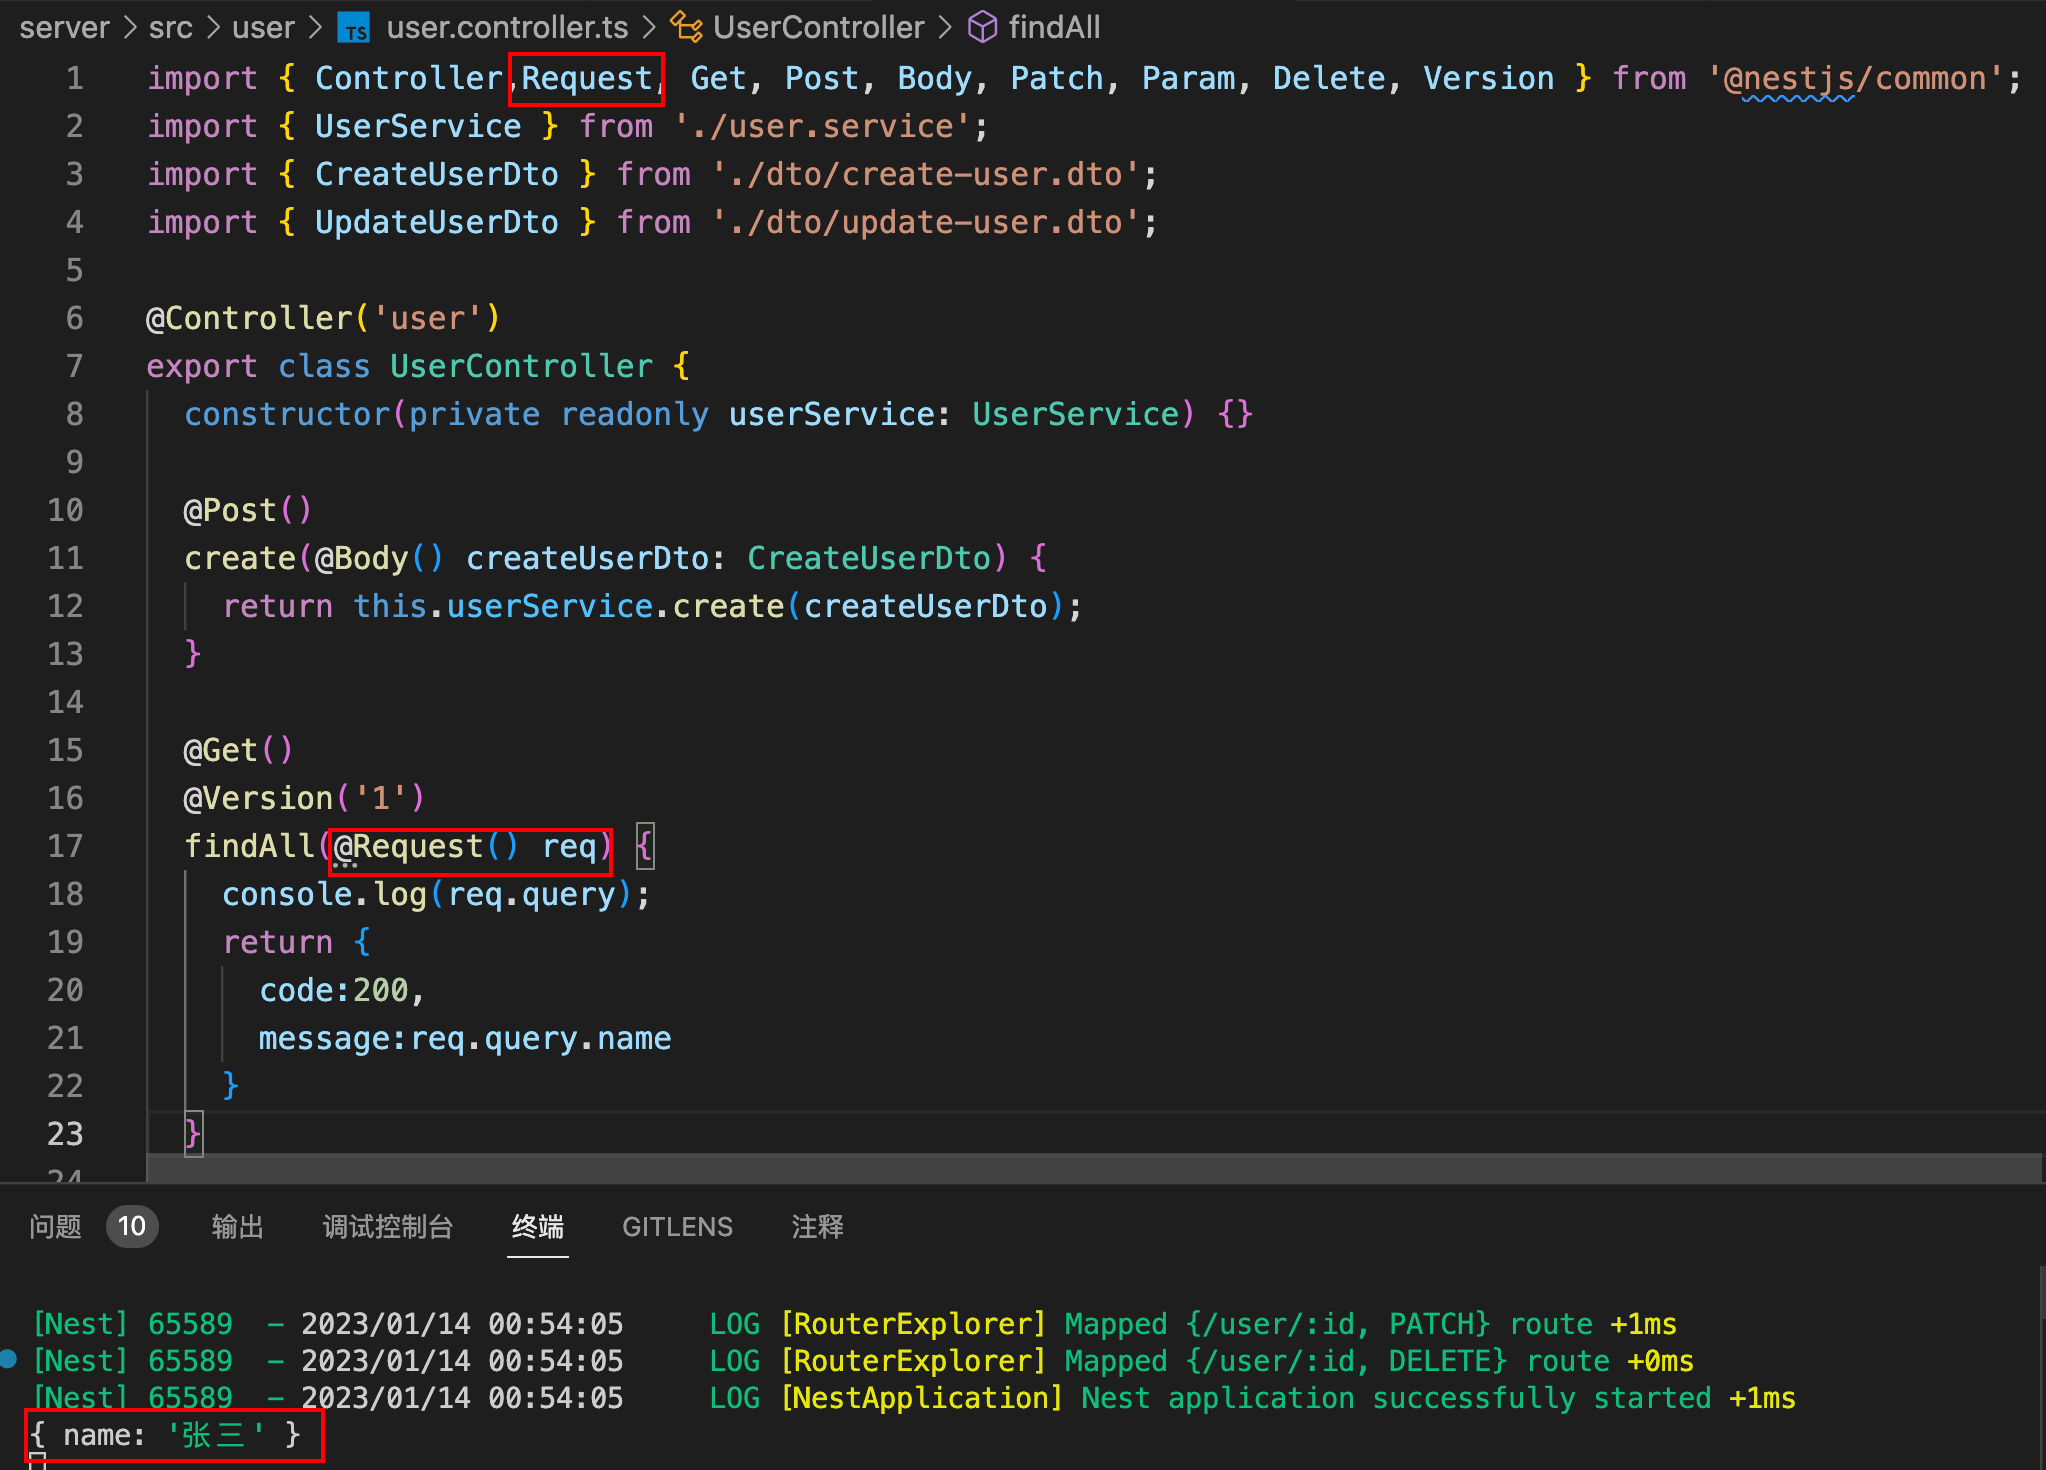 server > src > user > TS user.controller.ts > UserController > findAll
1 import { Controller,Request, Get, Post, Body, Patch, Param, Delete, Version } from '@nestjs/common';
2 import { UserService } from './user.service';
3 import { CreateUserDto } from './dto/create-user.dto';
4 import { UpdateUserDto } from './dto/update-user.dto';
5
6 @Controller('user')
7 export class UserController {
8 constructor(private readonly userService: UserService) {}
9
10 @Post()
11 create(@Body() createUserDto: CreateUserDto) {
12 return this.userService.create(createUserDto);
13 }
14
15 @Get()
16 @Version('1')
17 findAll(@Request() req) {
18 console.log(req.query);
19 return {
20 code:200,
21 message:req.query.name
22 }
23 }
24
问题 10 输出 调试控制台 终端 GITLENS 注释
[Nest] 65589  - 2023/01/14 00:54:05     LOG [RouterExplorer] Mapped {/user/:id, PATCH} route +1ms
[Nest] 65589  - 2023/01/14 00:54:05     LOG [RouterExplorer] Mapped {/user/:id, DELETE} route +0ms
[Nest] 65589  - 2023/01/14 00:54:05     LOG [NestApplication] Nest application successfully started +1ms
{ name: '张三' }